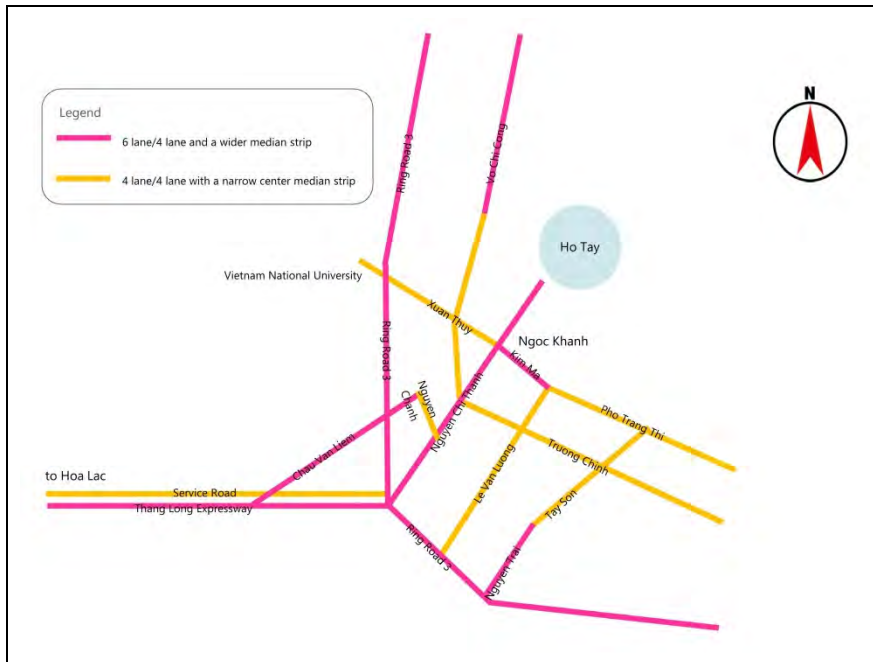 N
Legend
6 lane/4 lane and a wider median strip
4 lane/4 lane with a narrow center median strip
Ring Road 3
Vo Chi Cong
Ho Tay
Vietnam National University
Xuan Thuy
Ring Road 3
Ngoc Khanh
Kim Ma
Nguyen
Chanh
Nguyen Chi Thanh
Pho Trang Thi
Chau Van Liem
Truong Chinh
Le Van Luong
to Hoa Lac
Service Road
Thang Long Expressway
Tay Son
Ring Road 3
Nguyen Trai